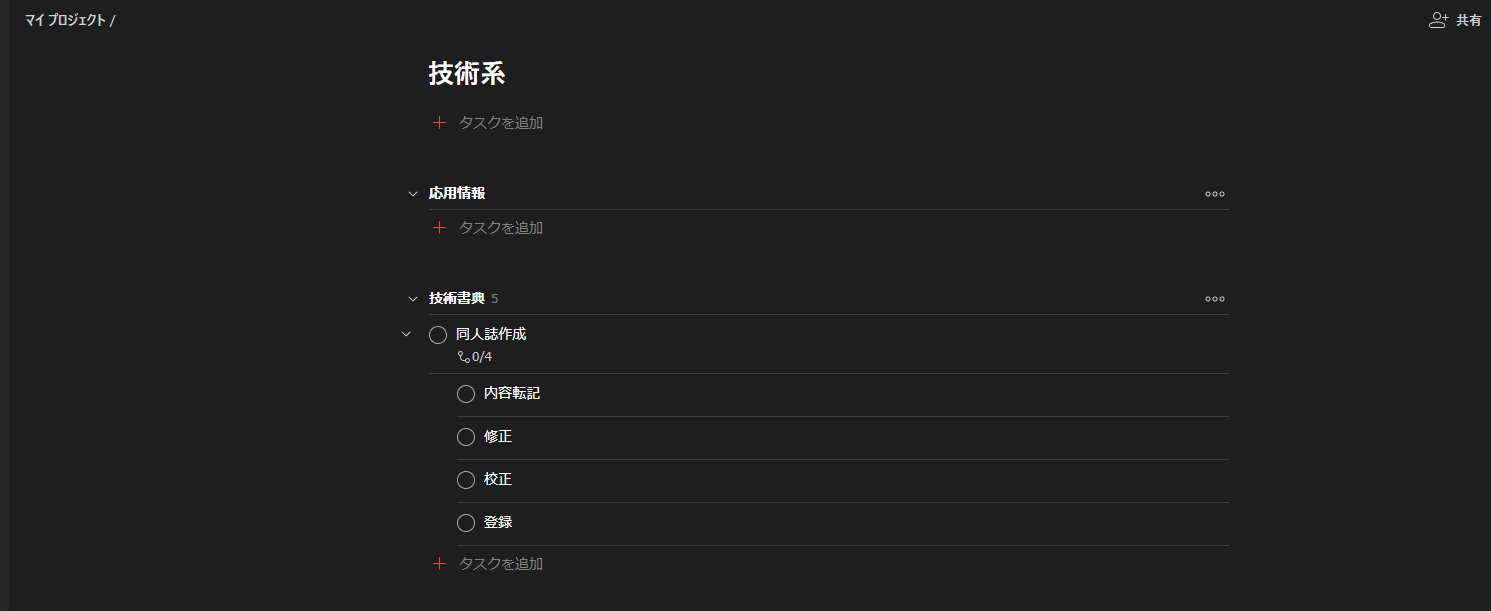 マイ プロジェクト /
共有
技術系
タスクを追加
応用情報
タスクを追加
技術書典 5
同人誌作成
0/4
内容転記
修正
校正
登録
タスクを追加